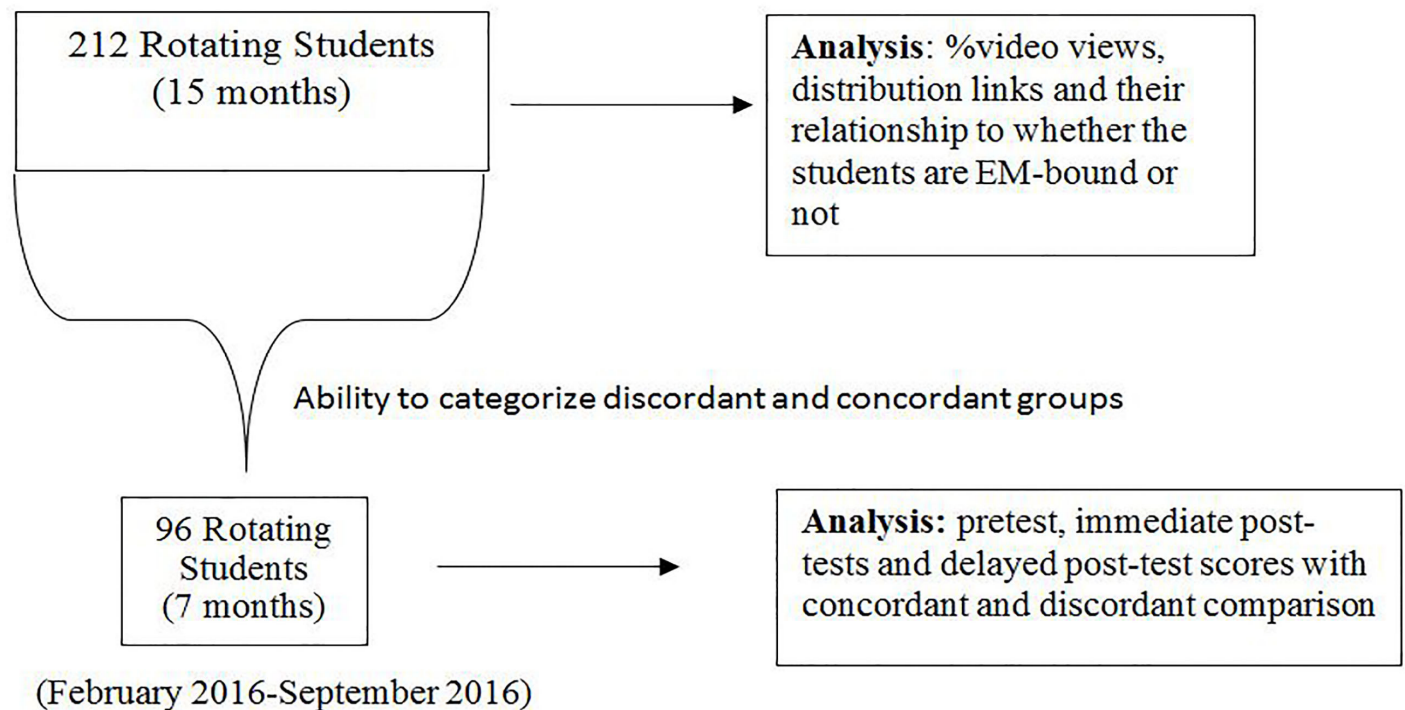 212 Rotating Students
(15 months)
Analysis: %video views,
distribution links and their
relationship to whether the
students are EM-bound or
not
Ability to categorize discordant and concordant groups
96 Rotating
Students
(7 months)
Analysis: pretest, immediate post-
tests and delayed post-test scores with
concordant and discordant comparison
(February 2016-September 2016)